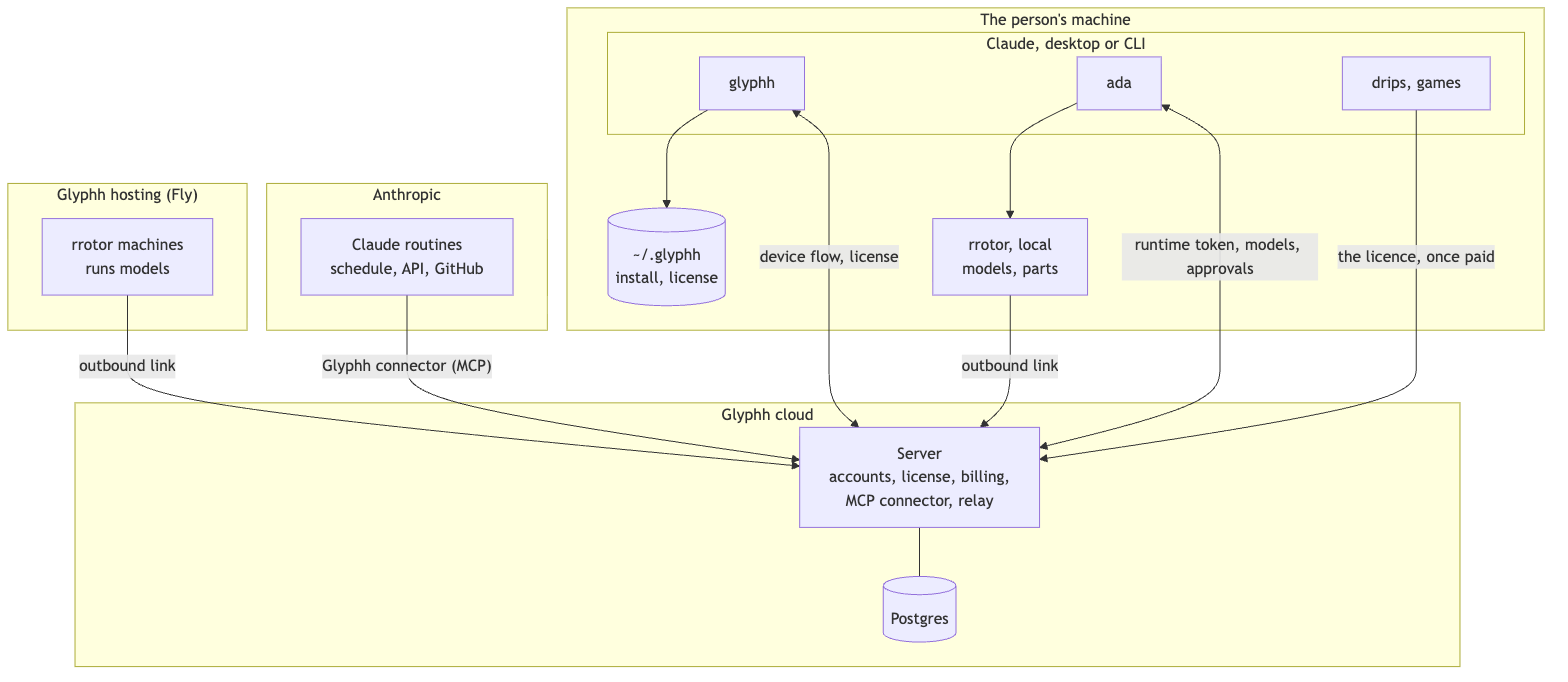 The person's machine
Claude, desktop or CLI
glyphh
ada
drips, games
Glyphh hosting (Fly)
rrotor machines
runs models
Anthropic
Claude routines
schedule, API, GitHub
~/.glyphh
install, license
device flow, license
rrotor, local
models, parts
runtime token, models,
approvals
the licence, once paid
outbound link
Glyphh connector (MCP)
outbound link
Glyphh cloud
Server
accounts, license, billing,
MCP connector, relay
Postgres